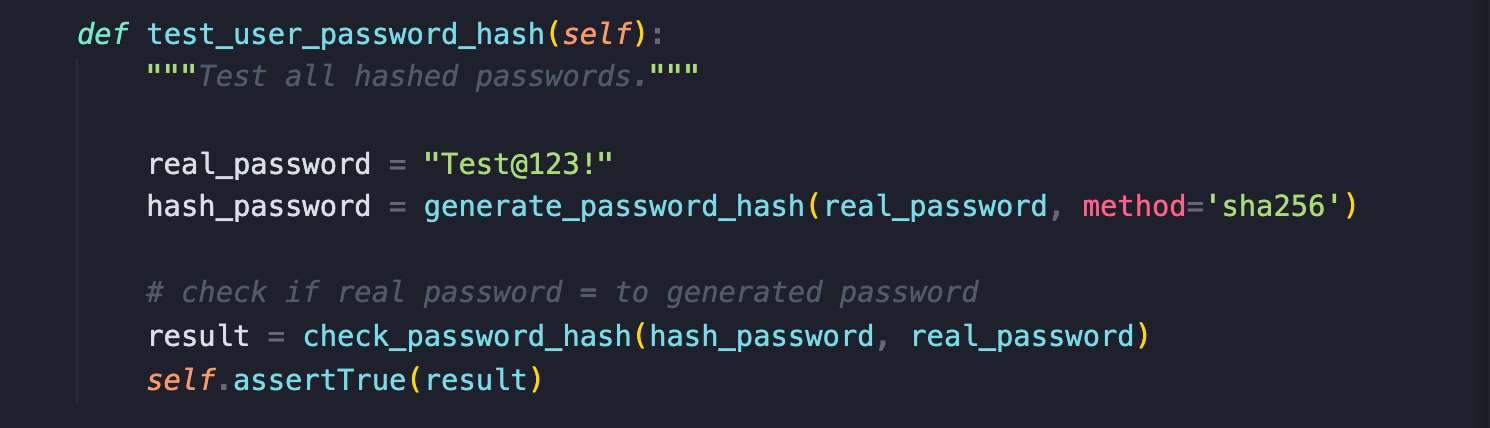 def test_user_password_hash(self):
"""Test all hashed passwords."""
real_password = "Test@123!"
hash_password = generate_password_hash(real_password, method='sha256')
# check if real password = to generated password
result = check_password_hash(hash_password, real_password)
self.assertTrue(result)